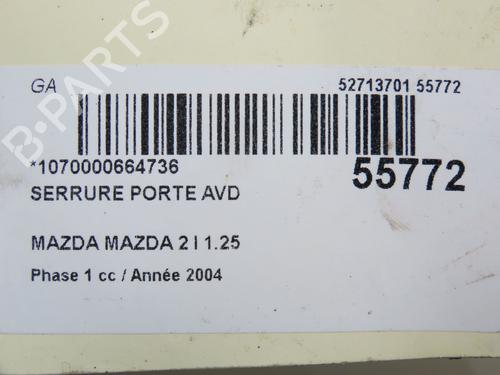 GA
52713701 55772
*1070000664736
55772
SERRURE PORTE AVD
MAZDA MAZDA 2 I 1.25
Phase 1 cc / Année 2004
B-PARTS